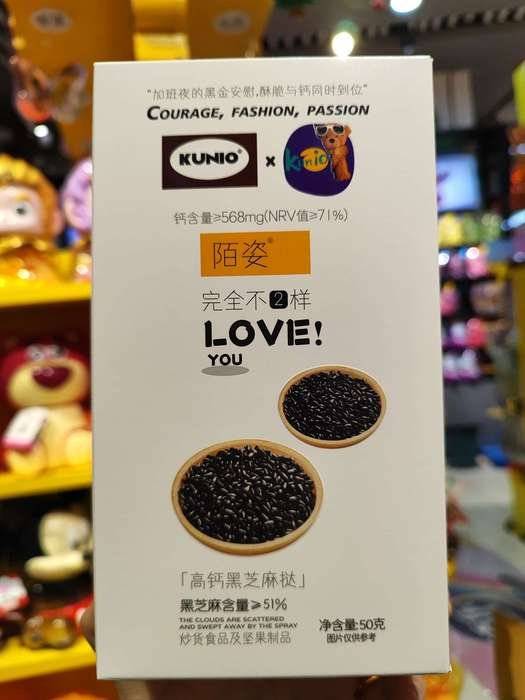 "加班夜的黑金安慰,酥脆与钙同时到位"
COURAGE, FASHION, PASSION
KUNIO® x Kunio
钙含量≥568mg(NRV值≥71%)
陌姿®
完全不2样
LOVE!
YOU
「高钙黑芝麻挞」
黑芝麻含量≥51%
THE CLOUDS ARE SCATTERED
AND SWEPT AWAY BY THE SPRAY
炒货食品及坚果制品
净含量:50克
图片仅供参考